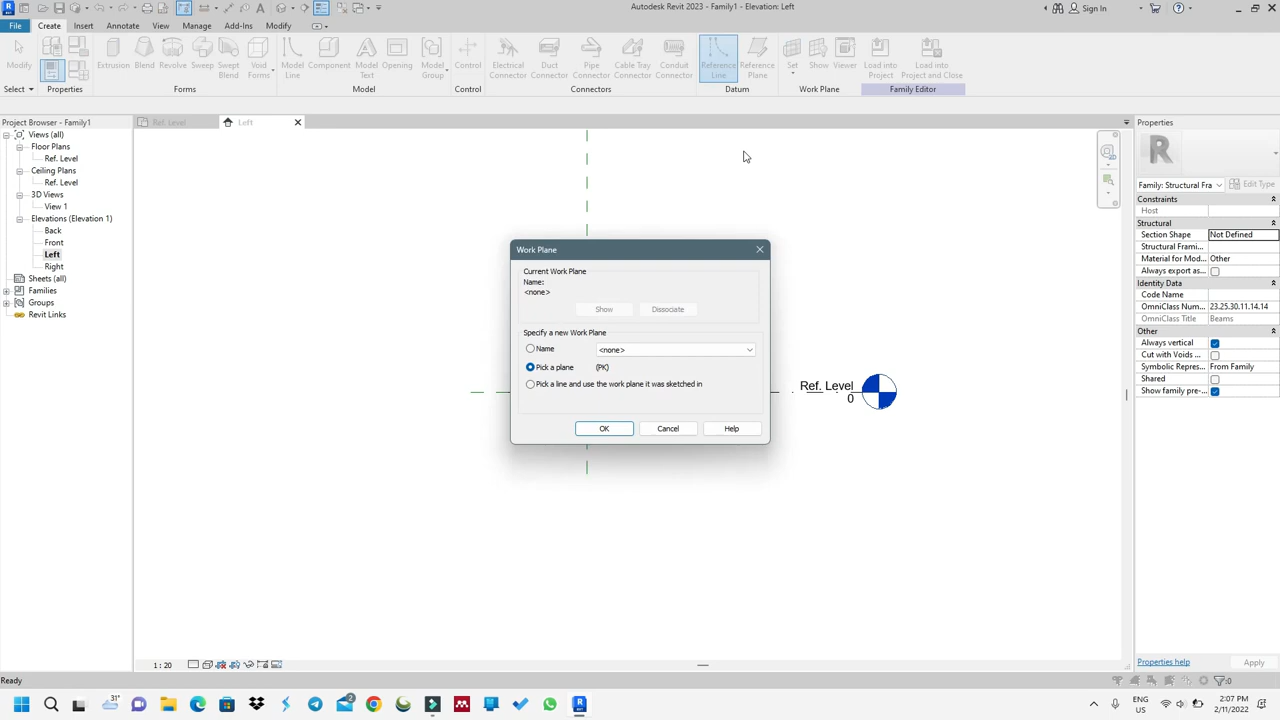 Autodesk Revit 2023 - Family1 - Elevation: Left
Sign In
File Create Insert Annotate View Manage Add-Ins Modify
Modify
Extrusion Blend Revolve Sweep Swept Blend Void Forms
Model Line Component Model Text Opening Model Group
Control
Electrical Connector Duct Connector Pipe Connector Cable Tray Connector Conduit Connector
Reference Line Reference Plane
Set Show Viewer
Load into Project Load into Project and Close
Select Properties Forms Model Control Connectors Datum Work Plane Family Editor
Project Browser - Family1
Views (all)
Floor Plans
Ref. Level
Ceiling Plans
Ref. Level
3D Views
View 1
Elevations (Elevation 1)
Back
Front
Left
Right
Sheets (all)
Families
Groups
Revit Links
Ref. Level
Left
Work Plane
Current Work Plane
Name:
<none>
Show Dissociate
Specify a new Work Plane
Name <none>
Pick a plane (PK)
Pick a line and use the work plane it was sketched in
OK Cancel Help
Ref. Level
0
Properties
R
Family: Structural Fra
Edit Type
Constraints
Host
Structural
Section Shape Not Defined
Structural Frami...
Material for Mod... Other
Always export as...
Identity Data
Code Name
OmniClass Num... 23.25.30.11.14.14
OmniClass Title Beams
Other
Always vertical
Cut with Voids ...
Symbolic Repres... From Family
Shared
Show family pre-...
Properties help Apply
1 : 20
Ready
:0
31°
2
ENG
US
2:07 PM
2/11/2022